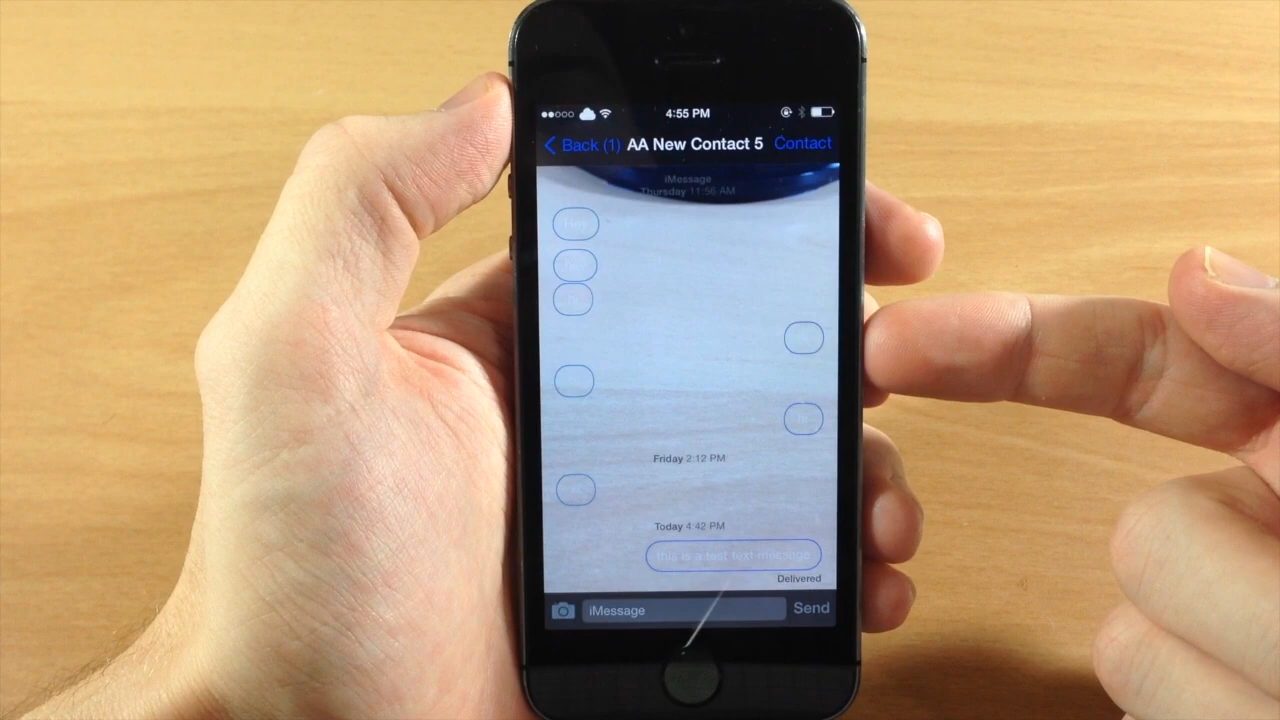 4:55 PM
Back (1) AA New Contact 5 Contact
iMessage
Thursday 11:56 AM
Hey
hi
Friday 2:12 PM
Today 4:42 PM
this is a test text message
Delivered
iMessage Send